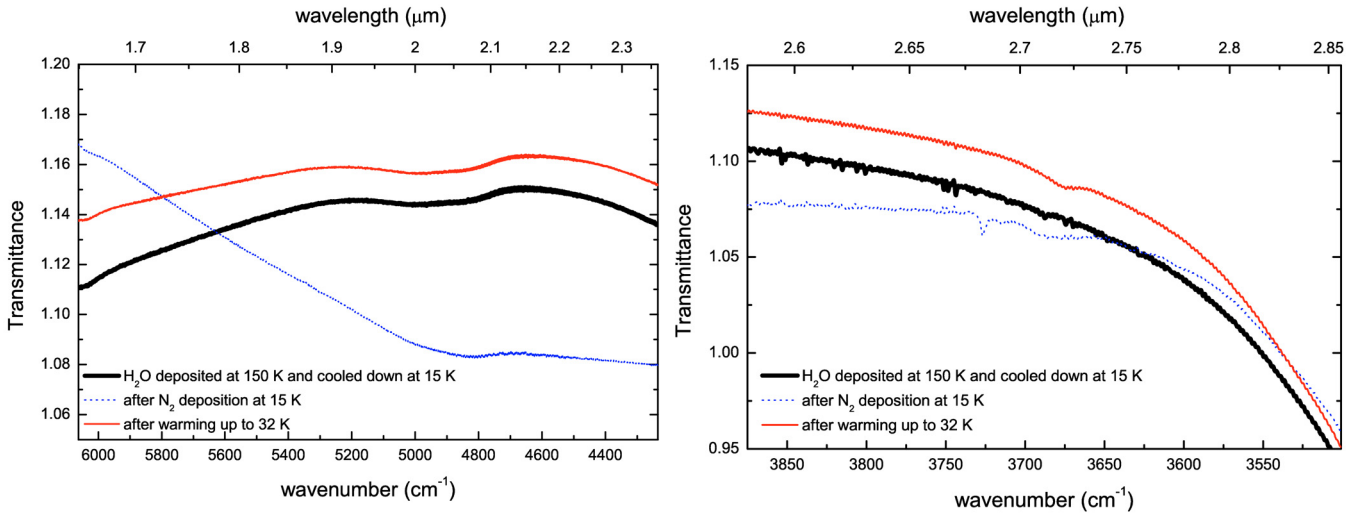 wavelength (μm)
1.7 1.8 1.9 2 2.1 2.2 2.3
1.20
1.18
1.16
1.14
1.12
1.10
1.08
1.06
Transmittance
H₂O deposited at 150 K and cooled down at 15 K
after N₂ deposition at 15 K
after warming up to 32 K
6000 5800 5600 5400 5200 5000 4800 4600 4400
wavenumber (cm⁻¹)
wavelength (μm)
2.6 2.65 2.7 2.75 2.8 2.85
1.15
1.10
1.05
1.00
0.95
Transmittance
H₂O deposited at 150 K and cooled down at 15 K
after N₂ deposition at 15 K
after warming up to 32 K
3850 3800 3750 3700 3650 3600 3550
wavenumber (cm⁻¹)